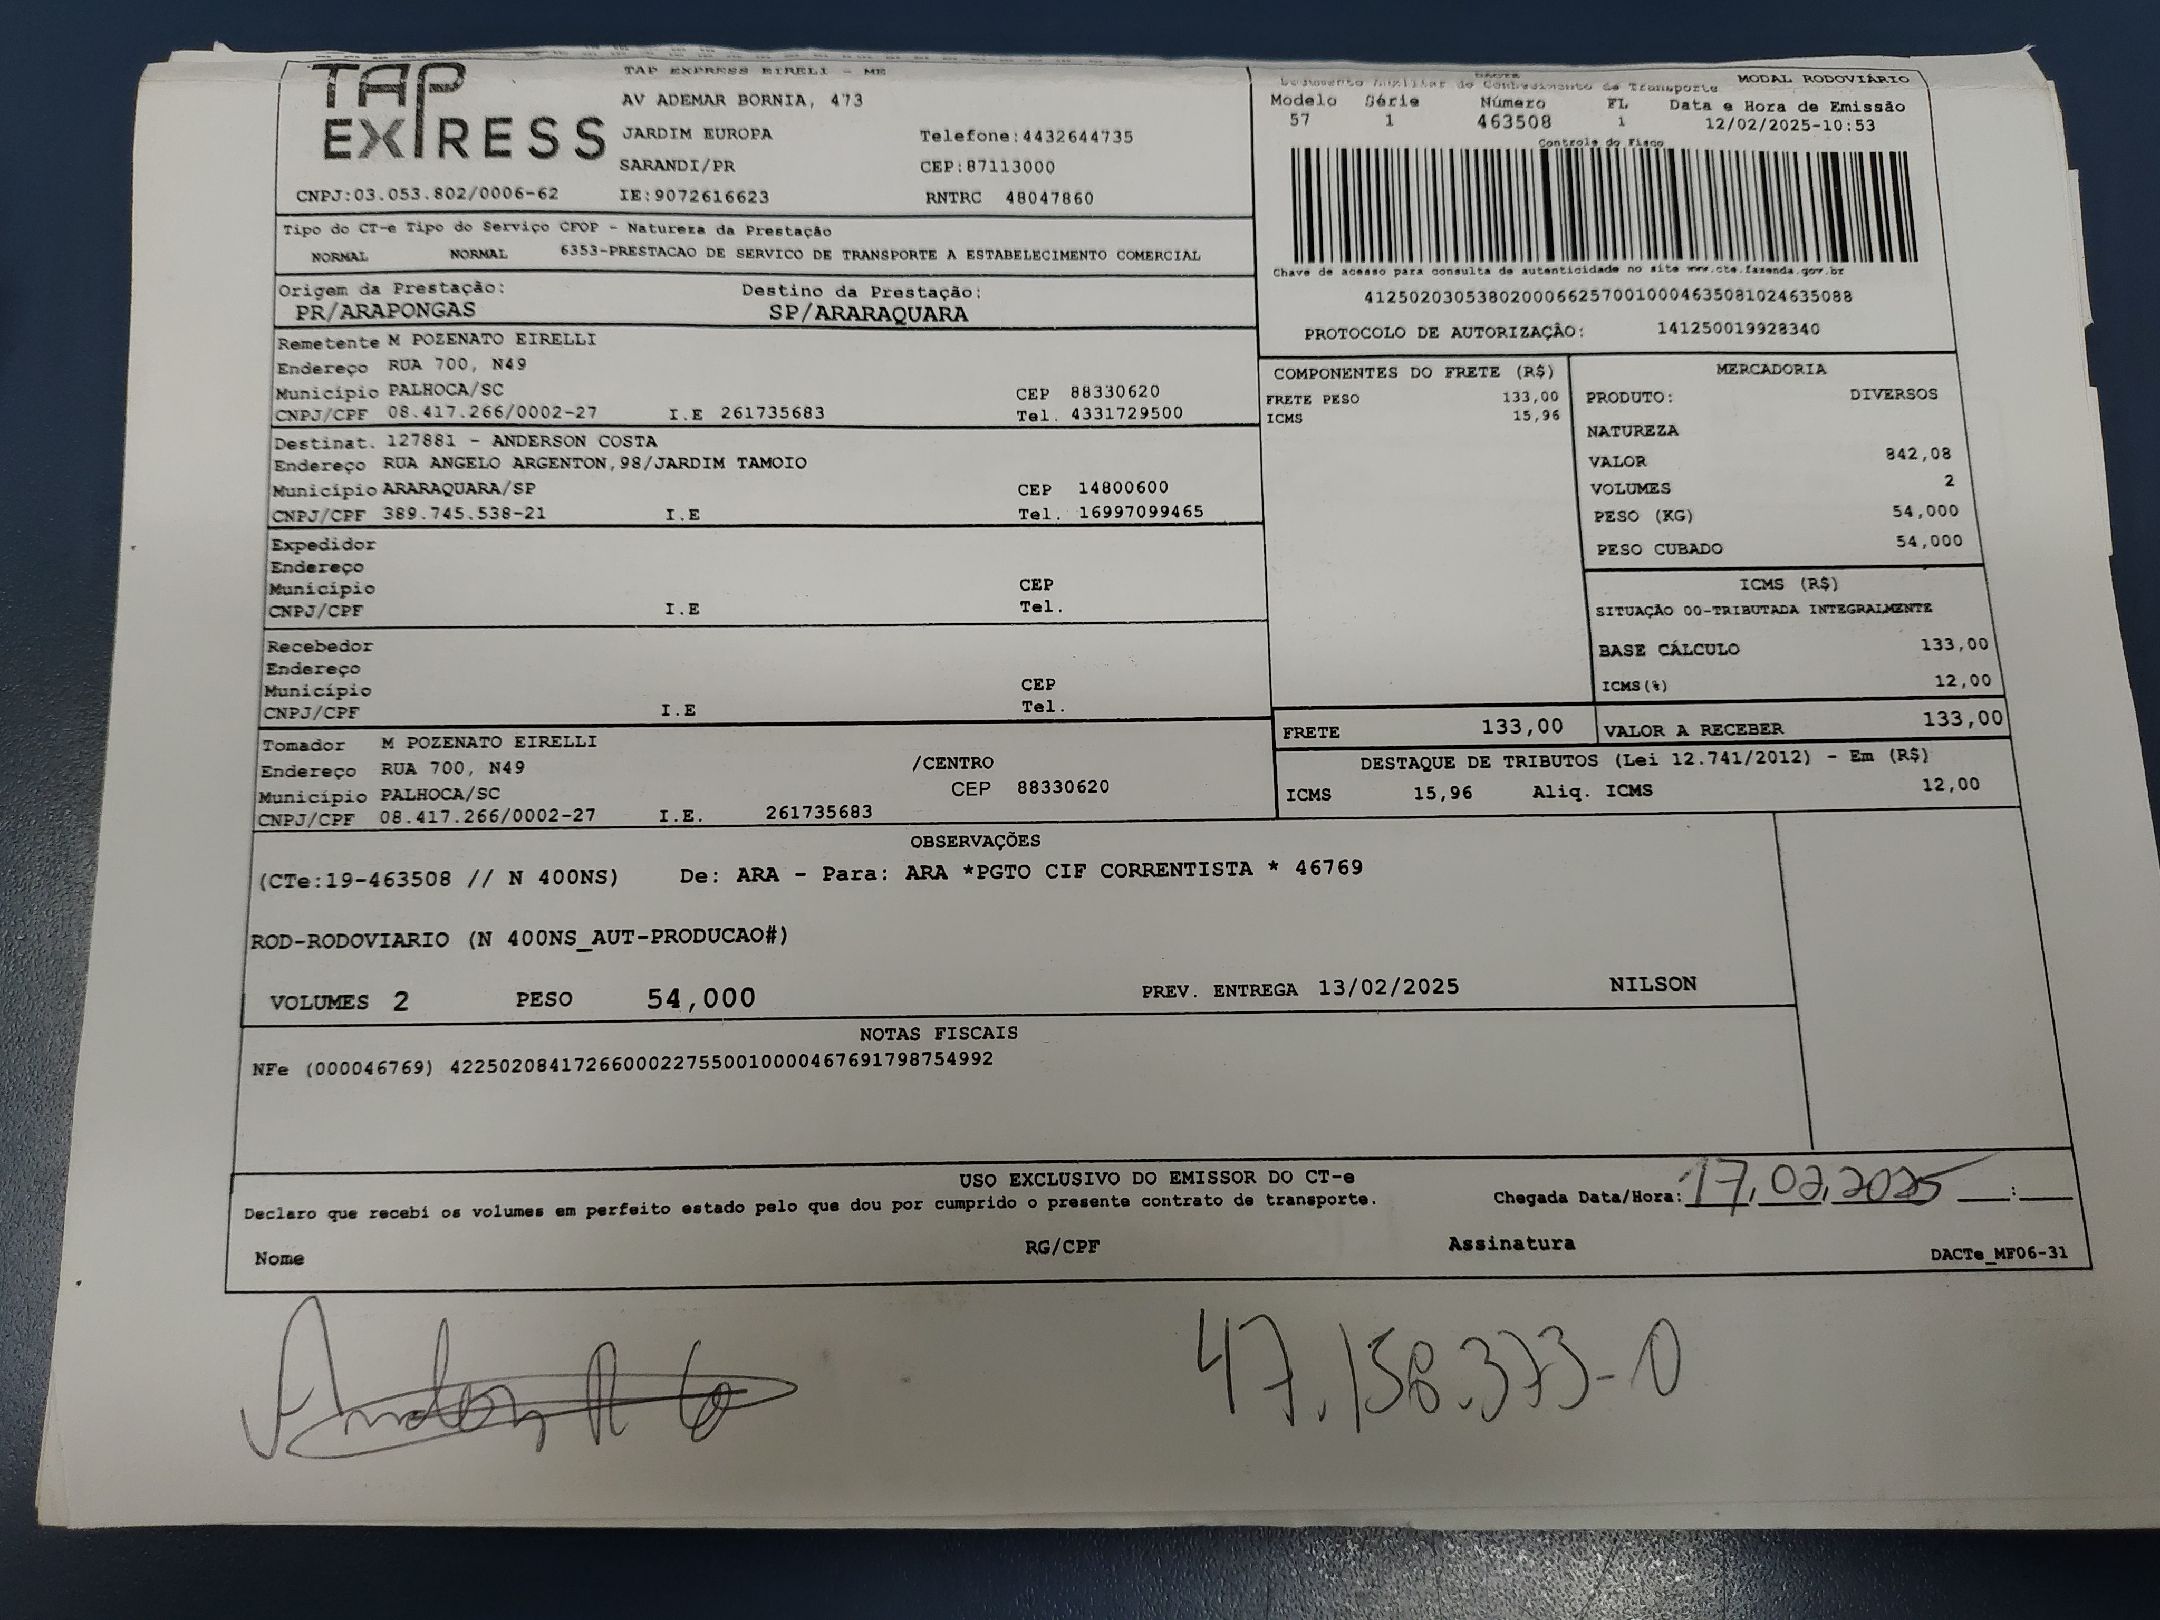 TAP EXPRESS
TAP EXPRESS EIRELI - ME
AV ADEMAR BORNIA, 473
JARDIM EUROPA Telefone:4432644735
SARANDI/PR CEP:87113000
CNPJ:03.053.802/0006-62 IE:9072616623 RNTRC 48047860
DACTE
Documento Auxiliar do Conhecimento de Transporte MODAL RODOVIÁRIO
Modelo Série Número FL Data e Hora de Emissão
57 1 463508 1 12/02/2025-10:53
Controle do Fisco
Chave de acesso para consulta de autenticidade no site www.cte.fazenda.gov.br
41250203053802000662570010004635081024635088
PROTOCOLO DE AUTORIZAÇÂO: 141250019928340
Tipo do CT-e Tipo do Serviço CFOP - Natureza da Prestação
NORMAL NORMAL 6353-PRESTACAO DE SERVICO DE TRANSPORTE A ESTABELECIMENTO COMERCIAL
Origem da Prestação: Destino da Prestação:
PR/ARAPONGAS SP/ARARAQUARA
Remetente M POZENATO EIRELLI
Endereço RUA 700, N49
Município PALHOCA/SC CEP 88330620
CNPJ/CPF 08.417.266/0002-27 I.E 261735683 Tel. 4331729500
Destinat. 127881 - ANDERSON COSTA
Endereço RUA ANGELO ARGENTON,98/JARDIM TAMOIO
Município ARARAQUARA/SP CEP 14800600
CNPJ/CPF 389.745.538-21 I.E Tel. 16997099465
Expedidor
Endereço
Município CEP
CNPJ/CPF I.E Tel.
Recebedor
Endereço
Município CEP
CNPJ/CPF I.E Tel.
Tomador M POZENATO EIRELLI
Endereço RUA 700, N49 /CENTRO
Município PALHOCA/SC CEP 88330620
CNPJ/CPF 08.417.266/0002-27 I.E. 261735683
COMPONENTES DO FRETE (R$)
FRETE PESO 133,00
ICMS 15,96
MERCADORIA
PRODUTO: DIVERSOS
NATUREZA
VALOR 842,08
VOLUMES 2
PESO (KG) 54,000
PESO CUBADO 54,000
ICMS (R$)
SITUAÇÃO 00-TRIBUTADA INTEGRALMENTE
BASE CÁLCULO 133,00
ICMS(%) 12,00
FRETE 133,00 VALOR A RECEBER 133,00
DESTAQUE DE TRIBUTOS (Lei 12.741/2012) - Em (R$)
ICMS 15,96 Aliq. ICMS 12,00
OBSERVAÇÕES
(CTe:19-463508 // N 400NS) De: ARA - Para: ARA *PGTO CIF CORRENTISTA * 46769
ROD-RODOVIARIO (N 400NS_AUT-PRODUCAO#)
VOLUMES 2 PESO 54,000 PREV. ENTREGA 13/02/2025 NILSON
NOTAS FISCAIS
NFe (000046769) 42250208417266000227550010000467691798754992
USO EXCLUSIVO DO EMISSOR DO CT-e
Declaro que recebi os volumes em perfeito estado pelo que dou por cumprido o presente contrato de transporte. Chegada Data/Hora: 17.02.2025 __:__
Nome RG/CPF Assinatura DACTe_MF06-31
47.158.373-0